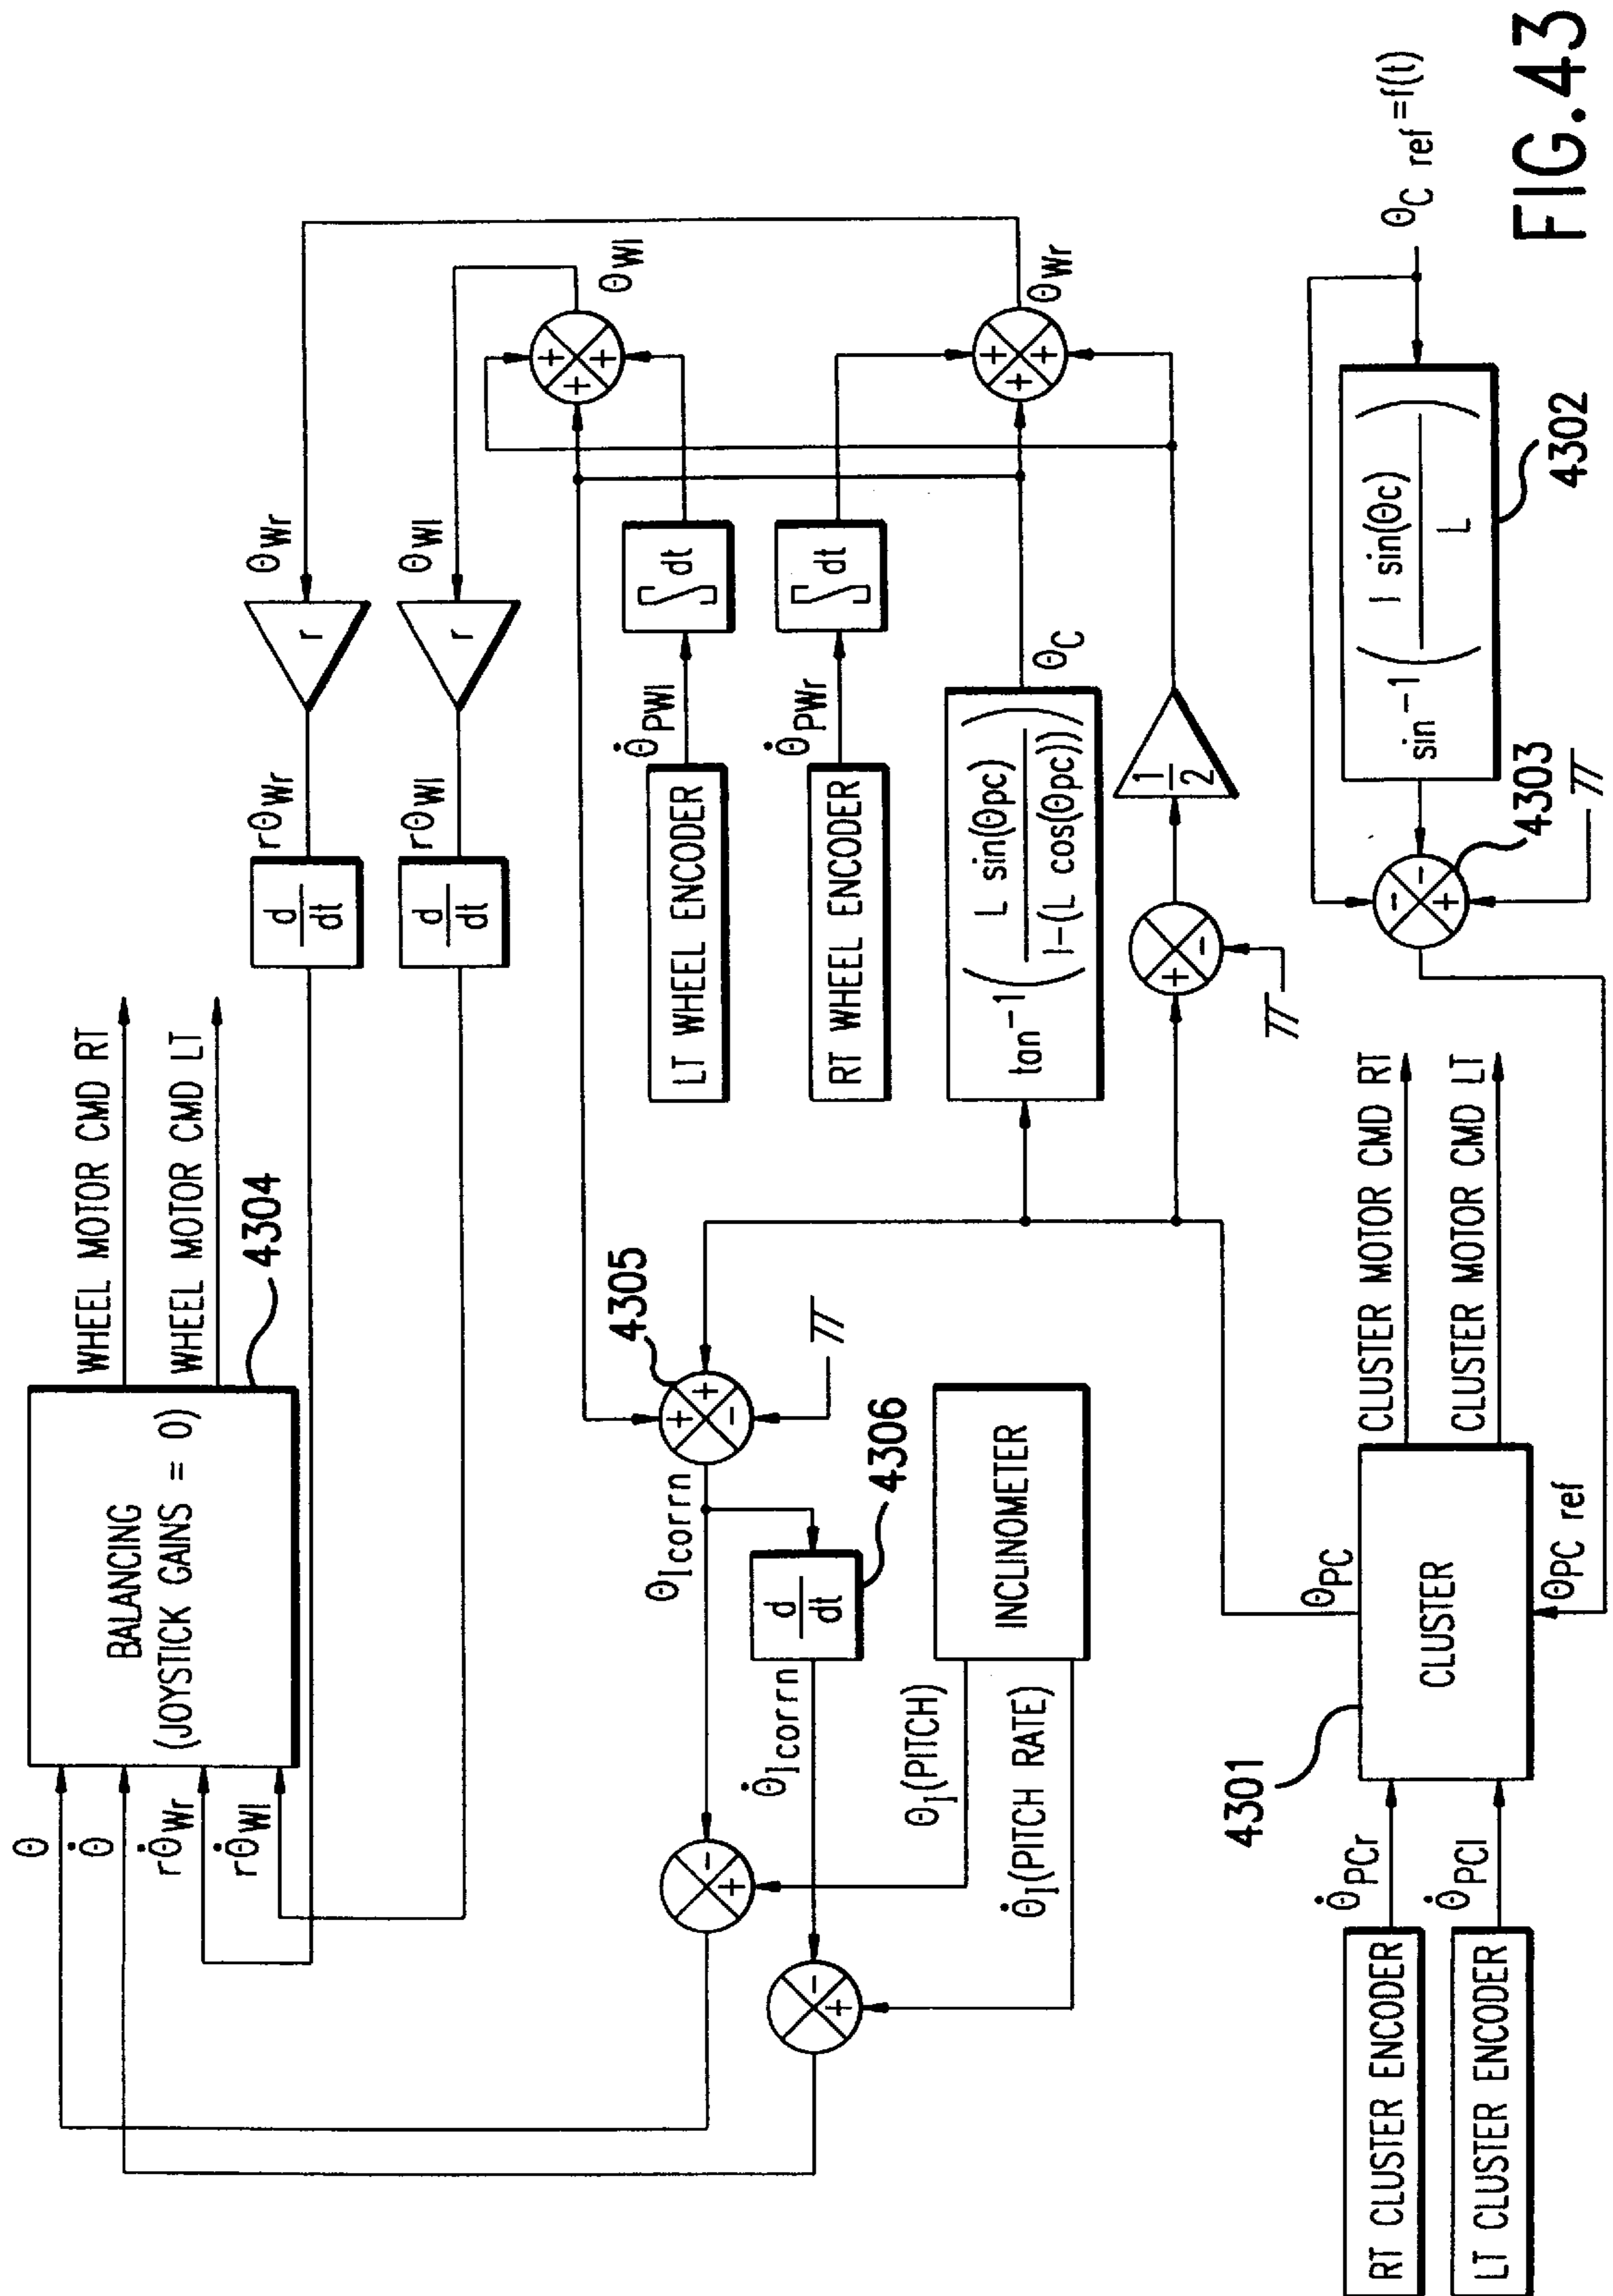 BALANCING
(JOYSTICK GAINS = 0)
4304
WHEEL MOTOR CMD RT
WHEEL MOTOR CMD LT
Θ
Θ̇
rΘ̇Wr
rΘ̇Wl
d
dt
d
dt
rΘWr
rΘWl
r
r
ΘWr
ΘWl
ΘWl
+
+
+
ΘWr
+
+
+
4305
+
+
−
π
ΘIcorrn
d
dt
4306
Θ̇Icorrn
−
+
−
+
INCLINOMETER
ΘI(PITCH)
Θ̇I(PITCH RATE)
LT WHEEL ENCODER
Θ̇PWl
∫ dt
RT WHEEL ENCODER
Θ̇PWr
∫ dt
tan−1 ( L sin(Θpc)
l−(L cos(Θpc)) )
ΘC
+
−
π
1
2
RT CLUSTER ENCODER
Θ̇PCr
LT CLUSTER ENCODER
Θ̇PCl
4301
CLUSTER
ΘPC
ΘPC ref
CLUSTER MOTOR CMD RT
CLUSTER MOTOR CMD LT
−
−
+
4303
π
sin−1 ( l sin(Θc)
L )
4302
ΘC ref =f(t)
FIG.43